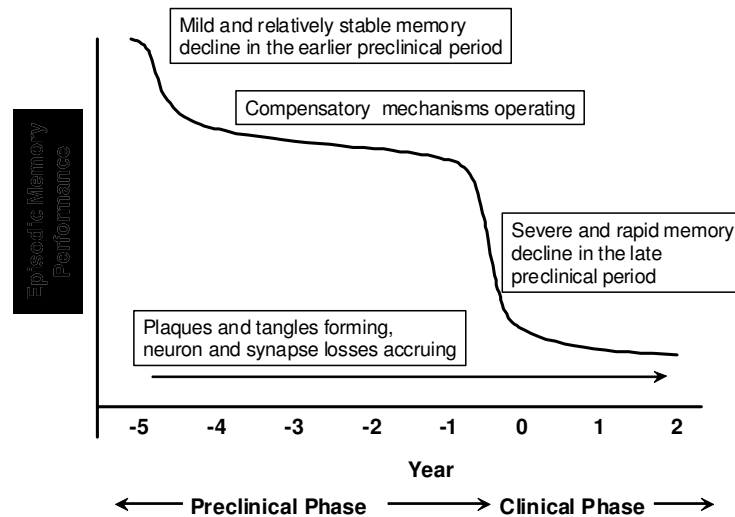 Mild and relatively stable memory
decline in the earlier preclinical period
Compensatory mechanisms operating
Episodic Memory
Performance
Severe and rapid memory
decline in the late
preclinical period
Plaques and tangles forming,
neuron and synapse losses accruing
-5 -4 -3 -2 -1 0 1 2
Year
Preclinical Phase Clinical Phase